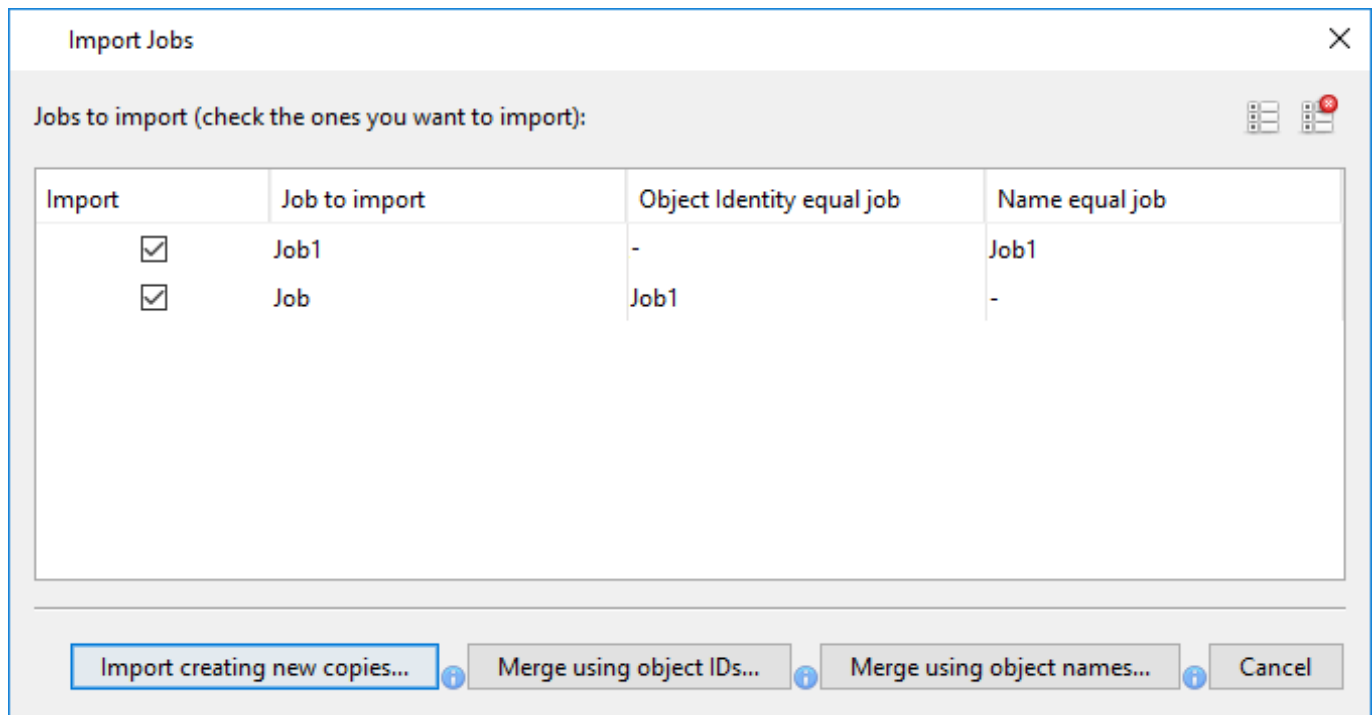 Import Jobs
Jobs to import (check the ones you want to import):
Import Job to import Object Identity equal job Name equal job
Job1 - Job1
Job Job1 -
Import creating new copies... Merge using object IDs... Merge using object names... Cancel